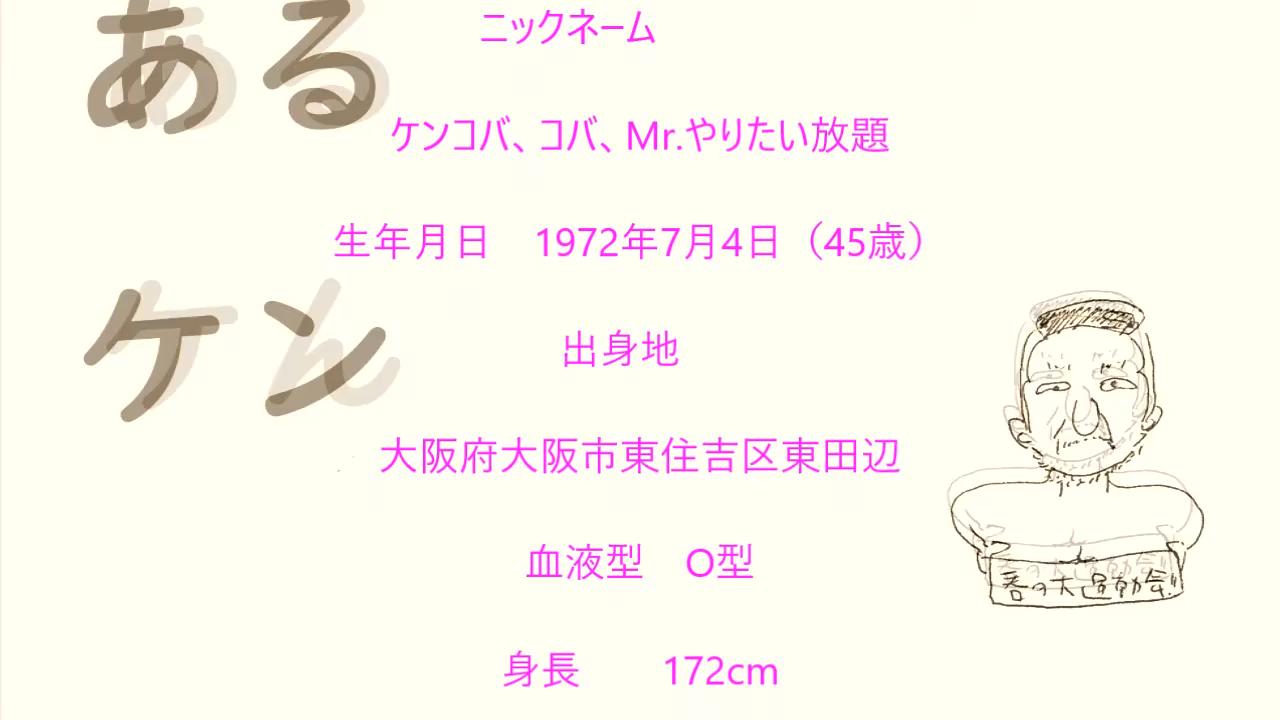 ある
ニックネーム
ケンコバ、コバ、Mr.やりたい放題
生年月日　1972年7月4日（45歳）
ケン
出身地
大阪府大阪市東住吉区東田辺
血液型　O型
春の大運動会!!
身長　　172cm